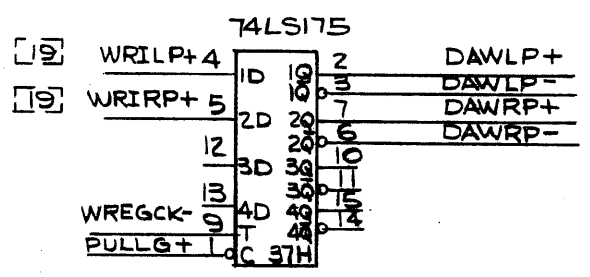 74LS175
[19] WRILP+ 4 1D 1Q 2 DAWLP+
1Q 3 DAWLP-
[19] WRIRP+ 5 2D 2Q 7 DAWRP+
2Q 6 DAWRP-
12 3D 3Q 10
3Q 11
13 4D 4Q 15
WREGCK- 9 T 4Q 14
PULLG+ 1 C 37H